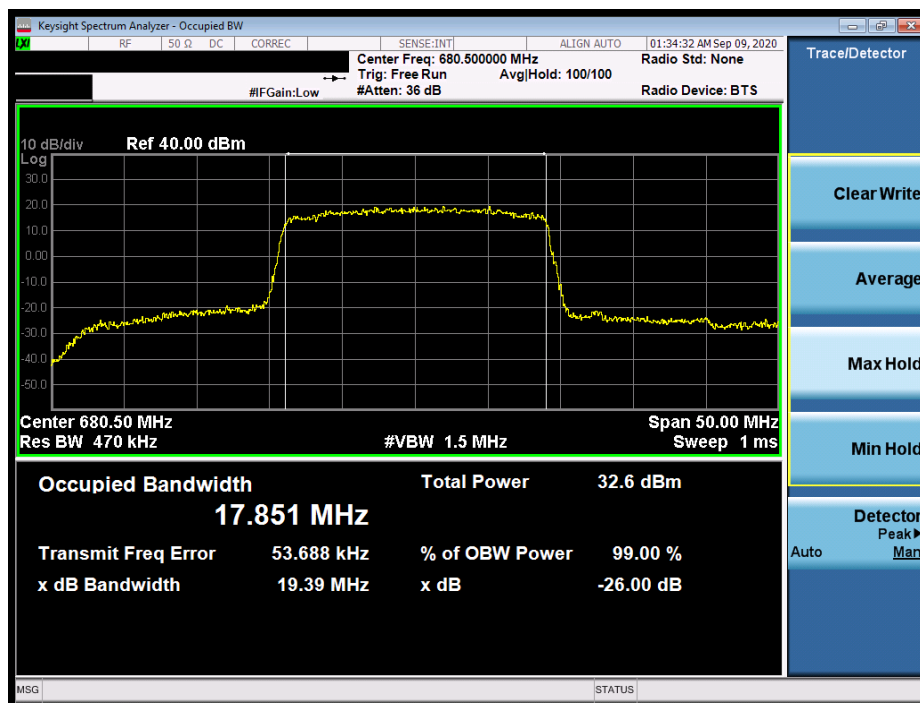 Keysight Spectrum Analyzer - Occupied BW
LXI RF 50 Ω DC CORREC SENSE:INT ALIGN AUTO 01:34:32 AM Sep 09, 2020
Center Freq: 680.500000 MHz Radio Std: None
Trig: Free Run Avg|Hold: 100/100
#IFGain:Low #Atten: 36 dB Radio Device: BTS
10 dB/div Ref 40.00 dBm
Log
30.0
20.0
10.0
0.00
-10.0
-20.0
-30.0
-40.0
-50.0
Center 680.50 MHz Span 50.00 MHz
Res BW 470 kHz #VBW 1.5 MHz Sweep 1 ms
Occupied Bandwidth Total Power 32.6 dBm
17.851 MHz
Transmit Freq Error 53.688 kHz % of OBW Power 99.00 %
x dB Bandwidth 19.39 MHz x dB -26.00 dB
MSG STATUS
Trace/Detector
Clear Write
Average
Max Hold
Min Hold
Detector
Peak▶
Auto Man